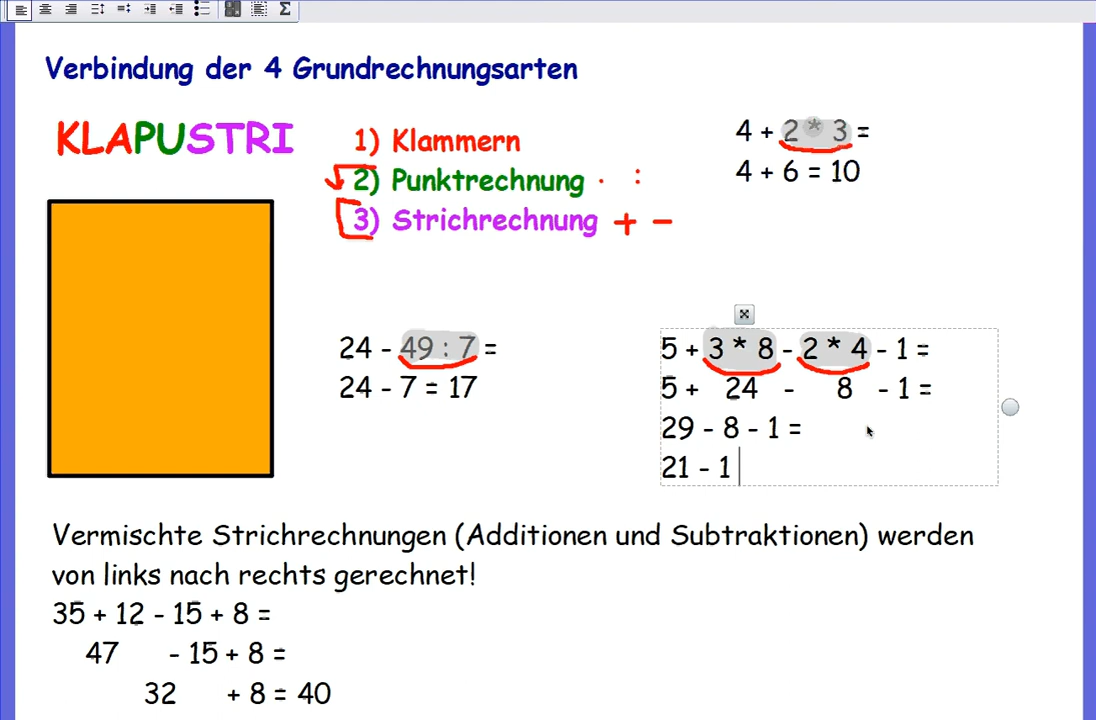 Verbindung der 4 Grundrechnungsarten
KLAPUSTRI
1) Klammern
2) Punktrechnung · :
3) Strichrechnung + -
4 + 2 * 3 =
4 + 6 = 10
24 - 49 : 7 =
24 - 7 = 17
5 + 3 * 8 - 2 * 4 - 1 =
5 + 24 - 8 - 1 =
29 - 8 - 1 =
21 - 1
Vermischte Strichrechnungen (Additionen und Subtraktionen) werden
von links nach rechts gerechnet!
35 + 12 - 15 + 8 =
47 - 15 + 8 =
32 + 8 = 40